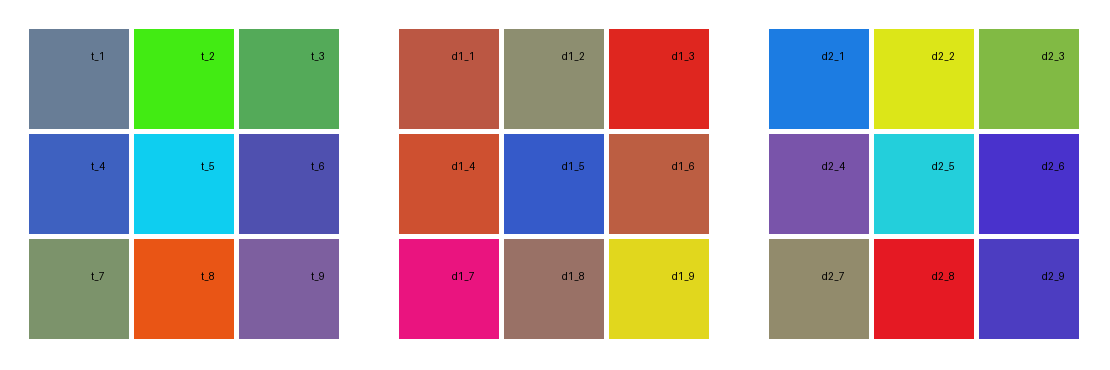 t_1 t_2 t_3 d1_1 d1_2 d1_3 d2_1 d2_2 d2_3
t_4 t_5 t_6 d1_4 d1_5 d1_6 d2_4 d2_5 d2_6
t_7 t_8 t_9 d1_7 d1_8 d1_9 d2_7 d2_8 d2_9